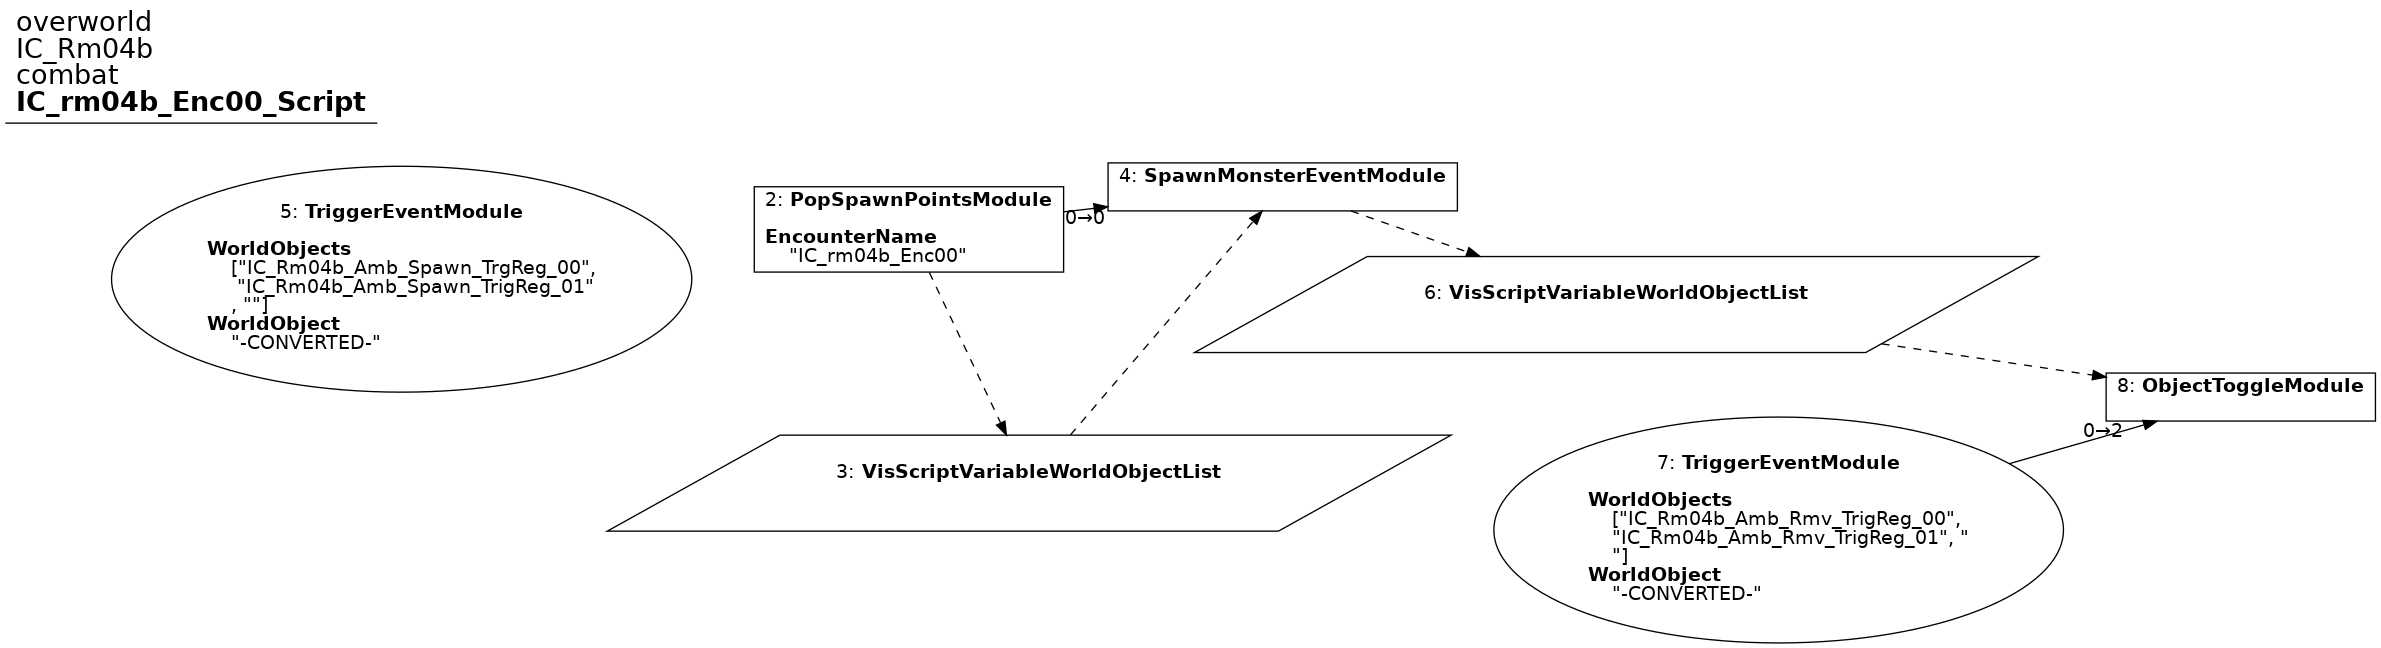 overworld
IC_Rm04b
combat
IC_rm04b_Enc00_Script
5: TriggerEventModule
WorldObjects
["IC_Rm04b_Amb_Spawn_TrgReg_00",
"IC_Rm04b_Amb_Spawn_TrigReg_01"
, ""]
WorldObject
"-CONVERTED-"
2: PopSpawnPointsModule
EncounterName
"IC_rm04b_Enc00"
0→0
4: SpawnMonsterEventModule
6: VisScriptVariableWorldObjectList
3: VisScriptVariableWorldObjectList
8: ObjectToggleModule
0→2
7: TriggerEventModule
WorldObjects
["IC_Rm04b_Amb_Rmv_TrigReg_00",
"IC_Rm04b_Amb_Rmv_TrigReg_01", "
"]
WorldObject
"-CONVERTED-"